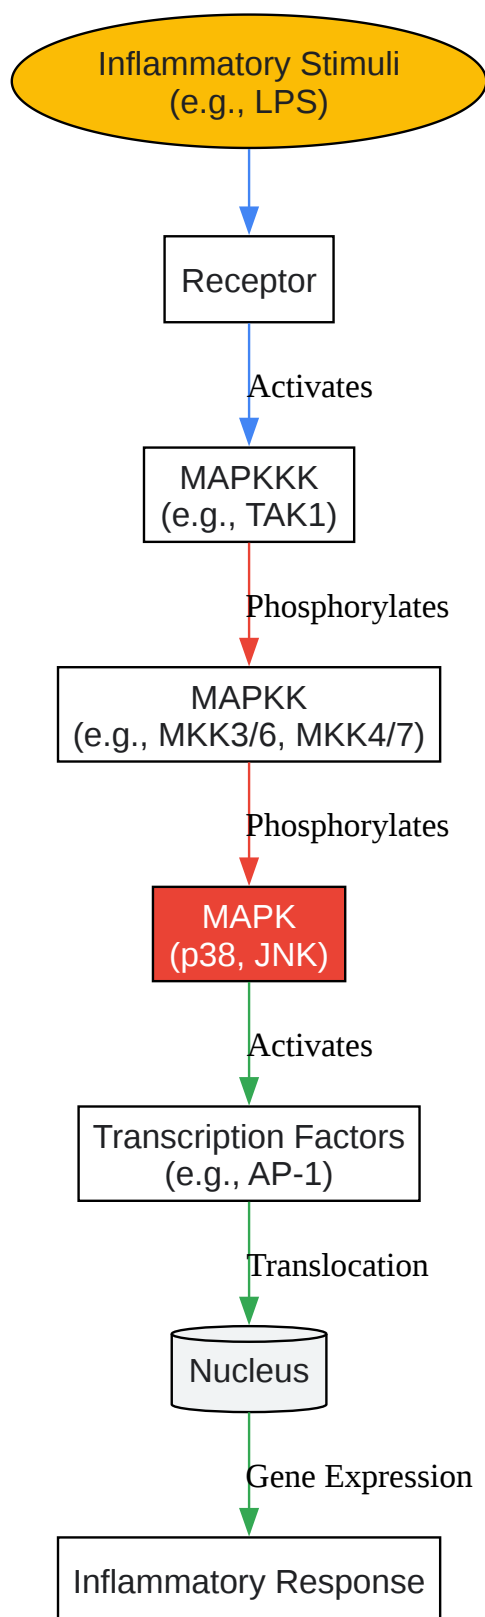 Inflammatory Stimuli
(e.g., LPS)
Receptor
Activates
MAPKKK
(e.g., TAK1)
Phosphorylates
MAPKK
(e.g., MKK3/6, MKK4/7)
Phosphorylates
MAPK
(p38, JNK)
Activates
Transcription Factors
(e.g., AP-1)
Translocation
Nucleus
Gene Expression
Inflammatory Response